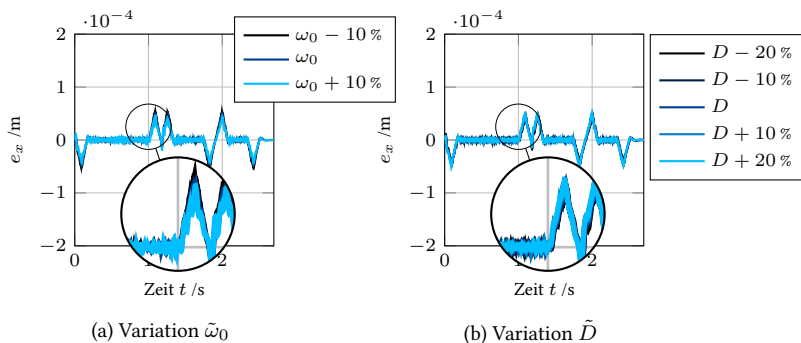 ·10⁻⁴
2
1
0
−1
−2
e_x /m
0
1
2
Zeit t /s
ω₀ − 10 %
ω₀
ω₀ + 10 %
(a) Variation ω̃₀
·10⁻⁴
2
1
0
−1
−2
e_x /m
0
1
2
Zeit t /s
D − 20 %
D − 10 %
D
D + 10 %
D + 20 %
(b) Variation D̃